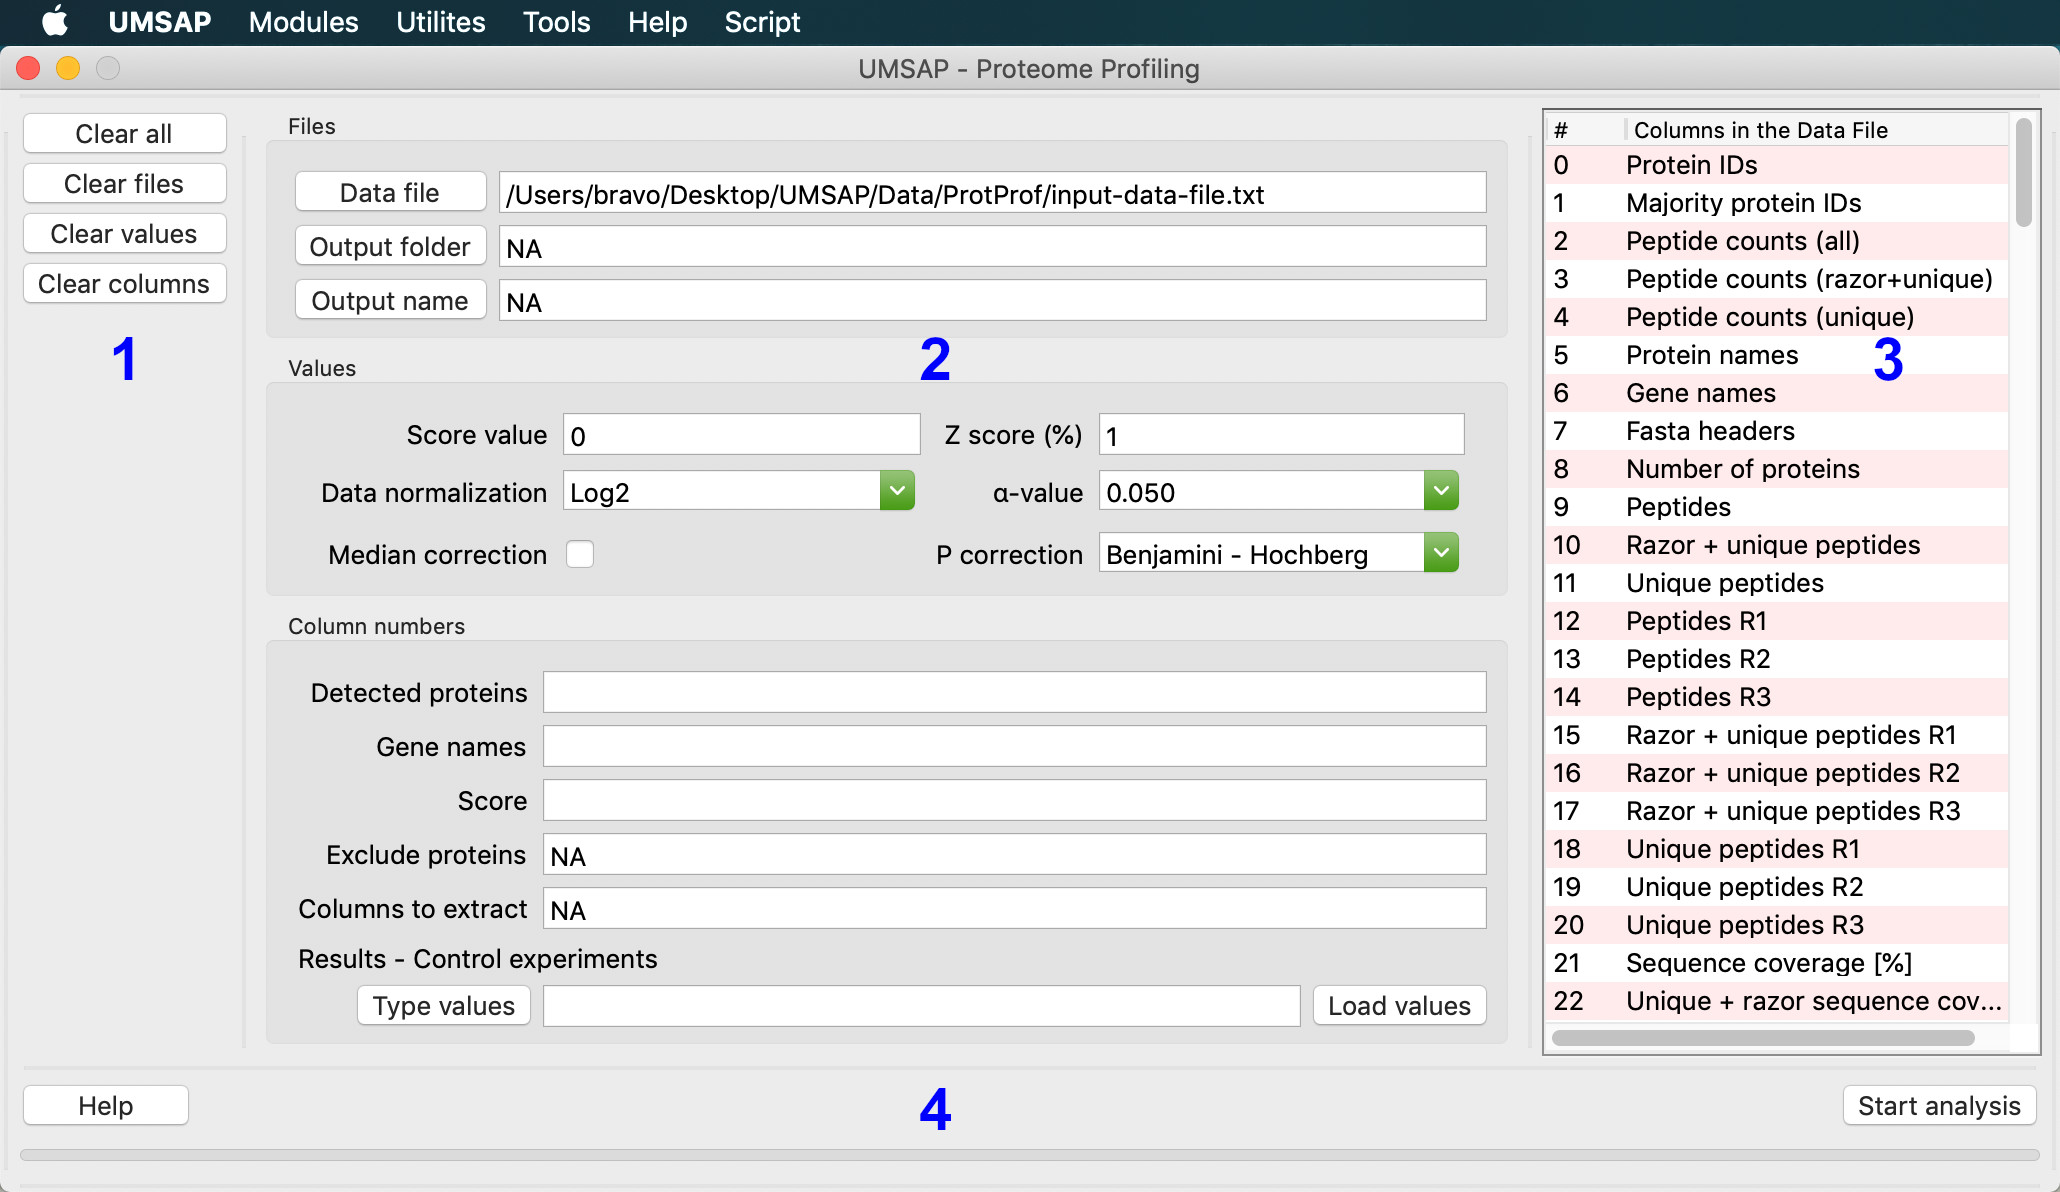 UMSAP Modules Utilites Tools Help Script
UMSAP - Proteome Profiling
Clear all
Clear files
Clear values
Clear columns
1
Files
Data file /Users/bravo/Desktop/UMSAP/Data/ProtProf/input-data-file.txt
Output folder NA
Output name NA
2
Values
Score value 0 Z score (%) 1
Data normalization Log2 α-value 0.050
Median correction P correction Benjamini - Hochberg
Column numbers
Detected proteins
Gene names
Score
Exclude proteins NA
Columns to extract NA
Results - Control experiments
Type values Load values
# Columns in the Data File
0 Protein IDs
1 Majority protein IDs
2 Peptide counts (all)
3 Peptide counts (razor+unique)
4 Peptide counts (unique)
5 Protein names
3
6 Gene names
7 Fasta headers
8 Number of proteins
9 Peptides
10 Razor + unique peptides
11 Unique peptides
12 Peptides R1
13 Peptides R2
14 Peptides R3
15 Razor + unique peptides R1
16 Razor + unique peptides R2
17 Razor + unique peptides R3
18 Unique peptides R1
19 Unique peptides R2
20 Unique peptides R3
21 Sequence coverage [%]
22 Unique + razor sequence cov...
Help
4
Start analysis